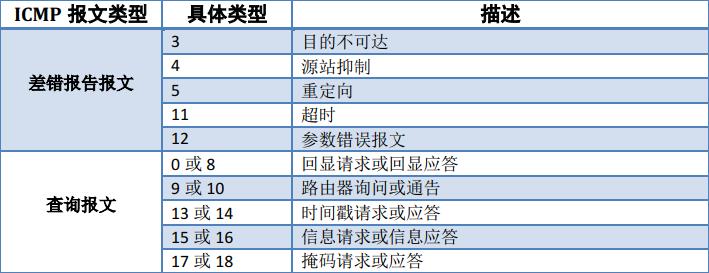 ICMP 报文类型 具体类型 描述
差错报告报文 3 目的不可达
4 源站抑制
5 重定向
11 超时
12 参数错误报文
查询报文 0 或 8 回显请求或回显应答
9 或 10 路由器询问或通告
13 或 14 时间戳请求或应答
15 或 16 信息请求或信息应答
17 或 18 掩码请求或应答